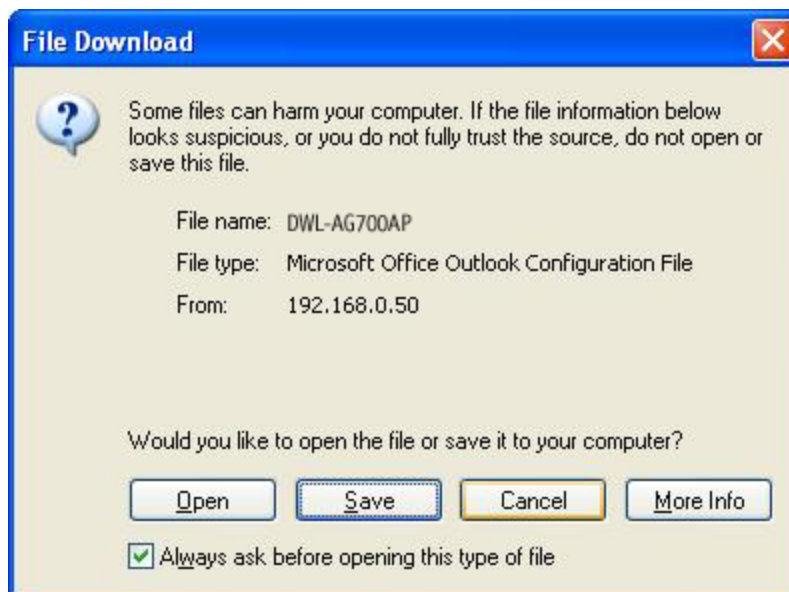 File Download
Some files can harm your computer. If the file information below
looks suspicious, or you do not fully trust the source, do not open or
save this file.
File name: DWL-AG700AP
File type: Microsoft Office Outlook Configuration File
From: 192.168.0.50
Would you like to open the file or save it to your computer?
Open Save Cancel More Info
Always ask before opening this type of file